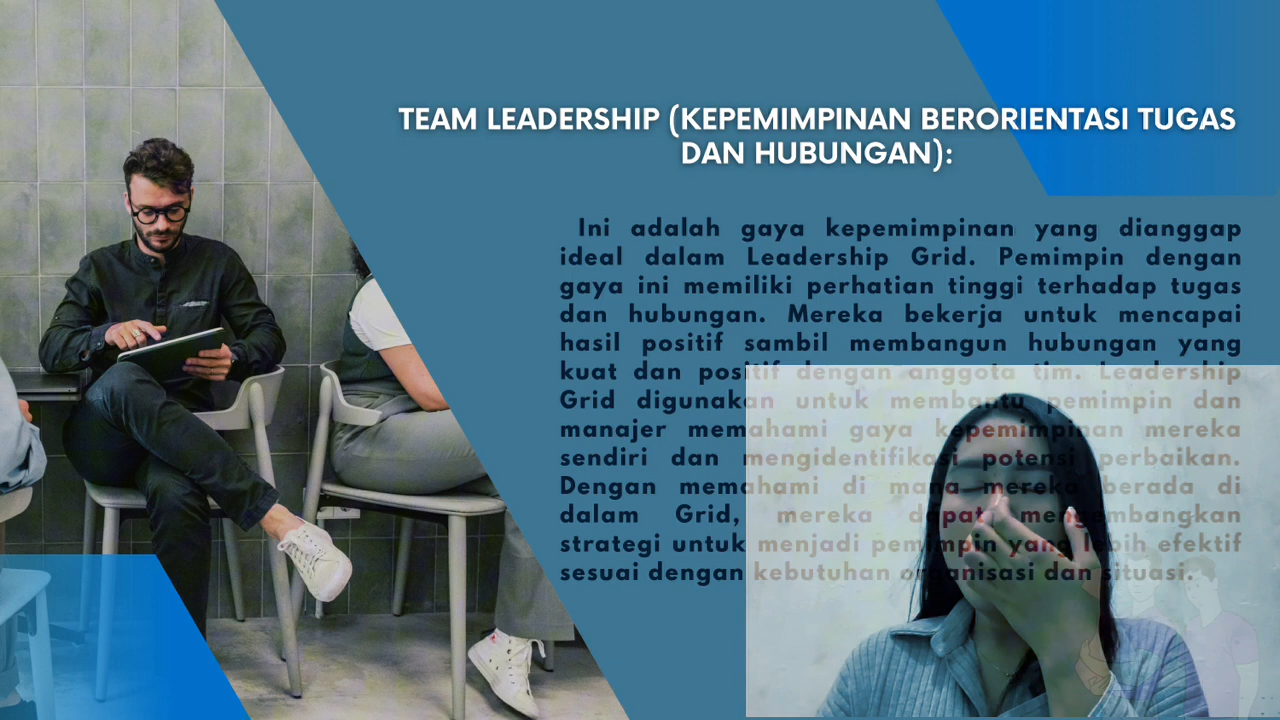 TEAM LEADERSHIP (KEPEMIMPINAN BERORIENTASI TUGAS
DAN HUBUNGAN):
Ini adalah gaya kepemimpinan yang dianggap
ideal dalam Leadership Grid. Pemimpin dengan
gaya ini memiliki perhatian tinggi terhadap tugas
dan hubungan. Mereka bekerja untuk mencapai
hasil positif sambil membangun hubungan yang
kuat dan positif dengan anggota tim. Leadership
Grid digunakan untuk membantu pemimpin dan
manajer memahami gaya kepemimpinan mereka
sendiri dan mengidentifikasi potensi perbaikan.
Dengan memahami di mana mereka berada di
dalam Grid, mereka dapat mengembangkan
strategi untuk menjadi pemimpin yang lebih efektif
sesuai dengan kebutuhan organisasi dan situasi.